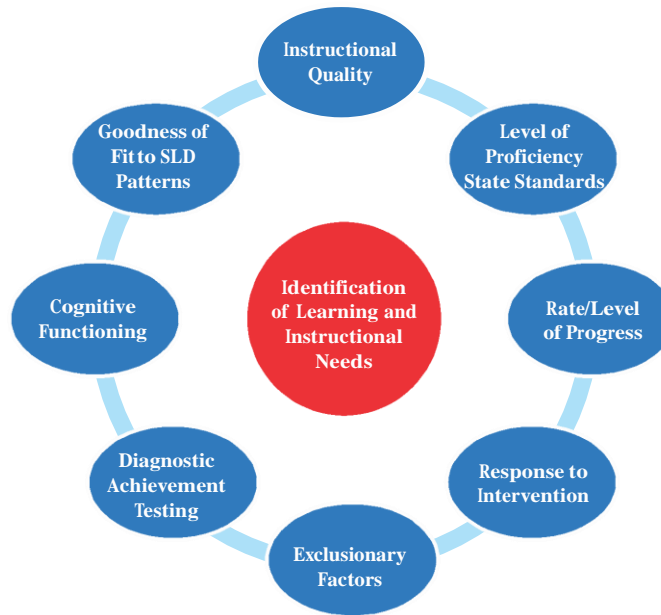 Instructional
Quality
Level of
Proficiency
State Standards
Rate/Level
of Progress
Response to
Intervention
Exclusionary
Factors
Diagnostic
Achievement
Testing
Cognitive
Functioning
Goodness of
Fit to SLD
Patterns
Identification
of Learning and
Instructional
Needs